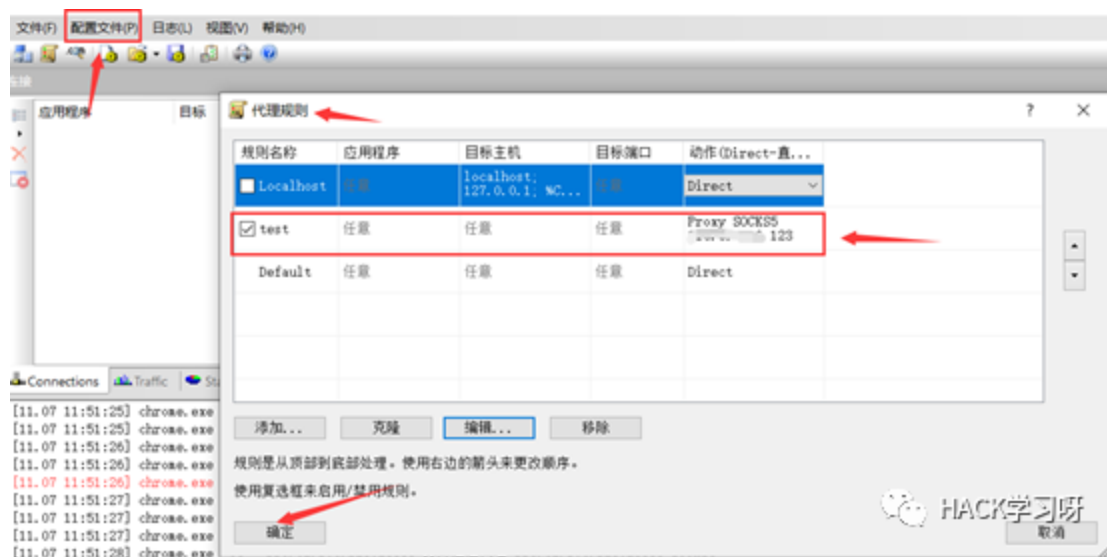 文件(F) 配置文件(P) 日志(L) 视图(V) 帮助(H)
连接
应用程序 目标
代理规则 ? ×
规则名称 应用程序 目标主机 目标端口 动作(Direct-直...
Localhost 任意 localhost; 127.0.0.1; %C... 任意 Direct
test 任意 任意 任意 Proxy SOCKS5
123
Default 任意 任意 任意 Direct
Connections Traffic St
[11.07 11:51:25] chrome.exe
[11.07 11:51:25] chrome.exe
[11.07 11:51:26] chrome.exe
[11.07 11:51:26] chrome.exe
[11.07 11:51:26] chrome.exe
[11.07 11:51:27] chrome.exe
[11.07 11:51:27] chrome.exe
[11.07 11:51:27] chrome.exe
[11.07 11:51:28] chrome.exe
添加... 克隆 编辑... 移除
规则是从顶部到底部处理。使用右边的箭头来更改顺序。
使用复选框来启用/禁用规则。
确定 取消
HACK学习呀